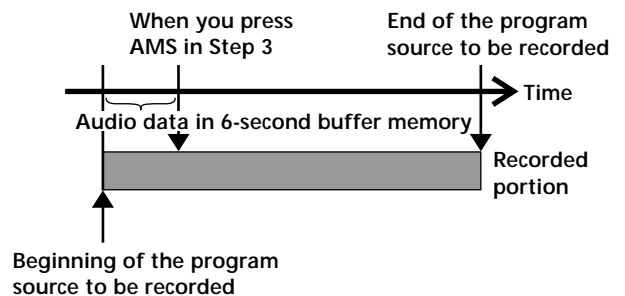 When you press
AMS in Step 3
End of the program
source to be recorded
Time
Audio data in 6-second buffer memory
Recorded
portion
Beginning of the program
source to be recorded